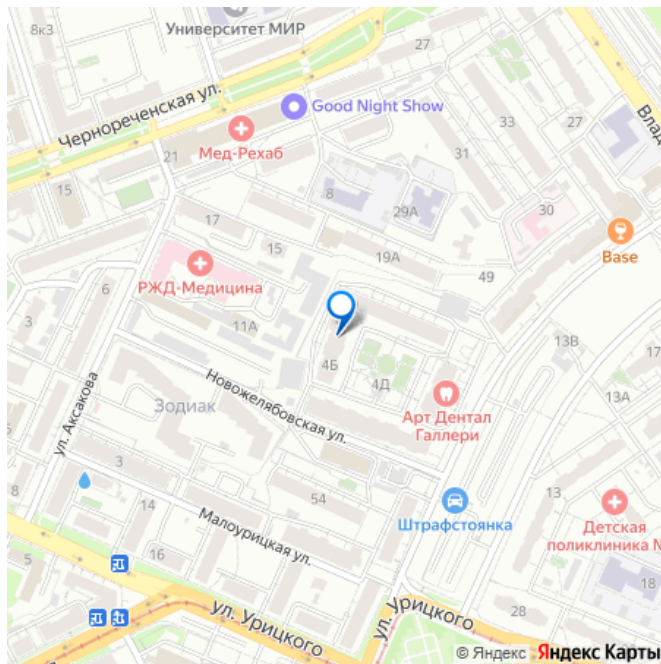 8к3
Университет МИР
27
Чернореченская ул.
Good Night Show
Влад
Мед-Рехаб
33
27
21
31
15
8
29А
30
17
15
19А
Base
49
РЖД-Медицина
6
3
11А
13В
17
4Б
4Д
13А
Новожелябовская ул.
Арт Дентал
Галлери
Зодиак
ул. Аксакова
3
8
54
13
14
Штрафстоянка
Детская
поликлиника №
Малоурицкая ул.
16
5
18
ул. Урицкого
ул. Урицкого
28
© Яндекс Яндекс Карты